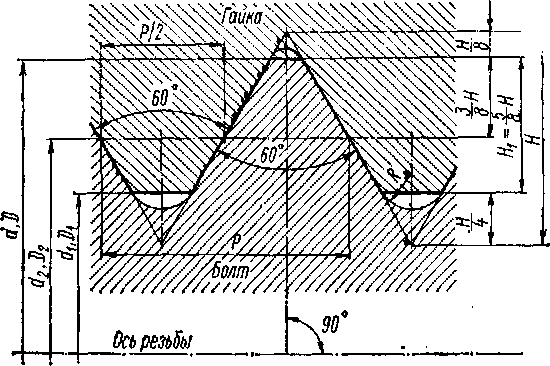 Гайка
P/2
H/8
60°
3/8 H
H₁ = 5/8 H
H
60°
R
d,D
d₂,D₂
d₁,D₁
H/4
P
Болт
90°
Ось резьбы